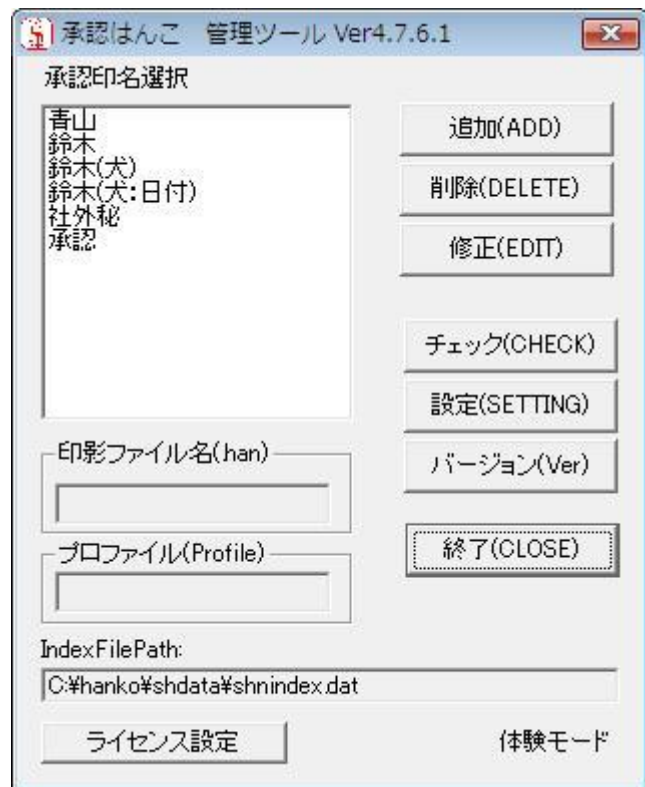 承認はんこ 管理ツール Ver4.7.6.1
承認印名選択
青山
鈴木
鈴木(犬)
鈴木(犬:日付)
社外秘
承認
追加(ADD)
削除(DELETE)
修正(EDIT)
チェック(CHECK)
設定(SETTING)
バージョン(Ver)
終了(CLOSE)
印影ファイル名(.han)
プロファイル(Profile)
IndexFilePath:
C:¥hanko¥shdata¥shnindex.dat
ライセンス設定
体験モード